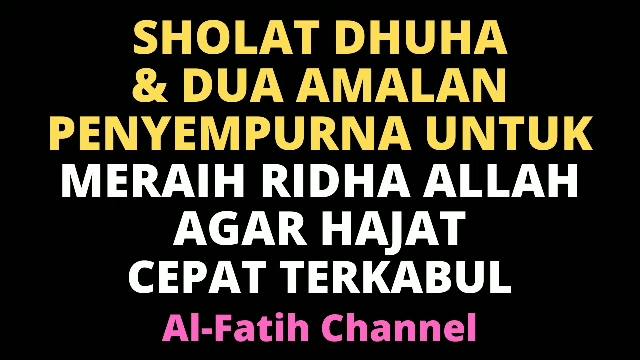 SHOLAT DHUHA
& DUA AMALAN
PENYEMPURNA UNTUK
MERAIH RIDHA ALLAH
AGAR HAJAT
CEPAT TERKABUL
Al-Fatih Channel